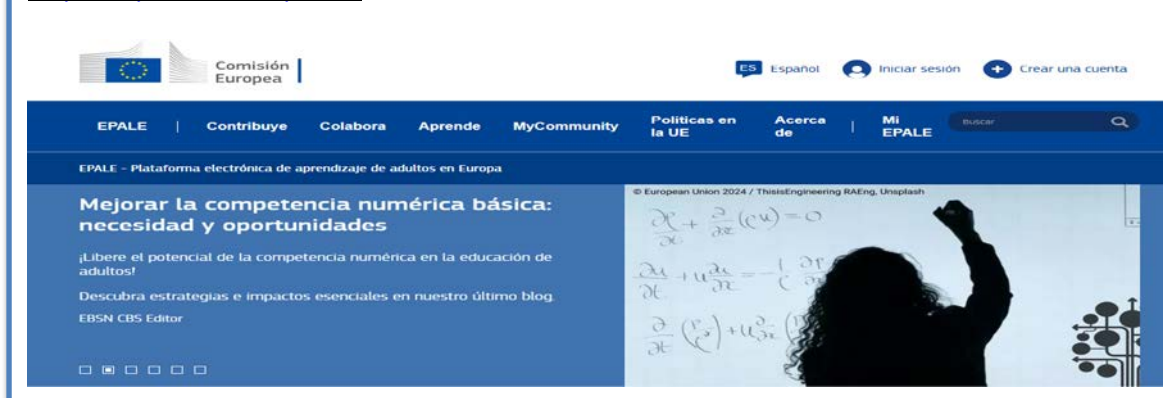 Comisión
Europea
ES Español
Iniciar sesión
Crear una cuenta
EPALE | Contribuye Colabora Aprende MyCommunity Políticas en la UE Acerca de | Mi EPALE Buscar
EPALE - Plataforma electrónica de aprendizaje de adultos en Europa
© European Union 2024 / ThisisEngineering RAEng, Unsplash
Mejorar la competencia numérica básica:
necesidad y oportunidades
¡Libere el potencial de la competencia numérica en la educación de
adultos!
Descubra estrategias e impactos esenciales en nuestro último blog.
EBSN CBS Editor
∂ρ/∂t + ∂/∂x (ρu) = 0